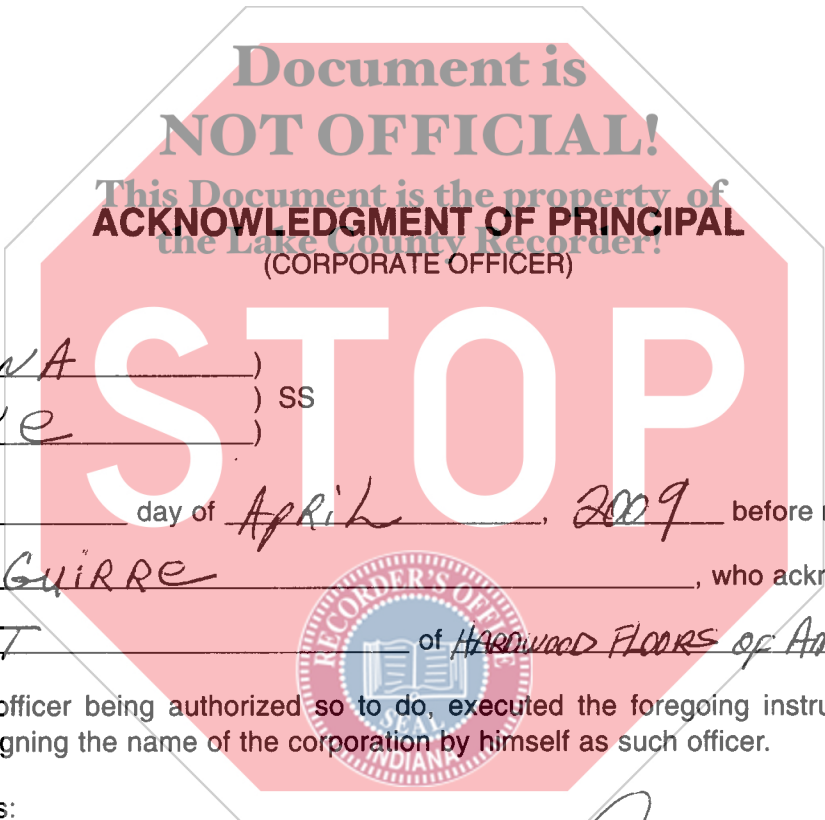 Document is
NOT OFFICIAL!
This Document is the property of
ACKNOWLEDGMENT OF PRINCIPAL
the Lake County Recorder!
(CORPORATE OFFICER)
STOP
NA )
) SS
e )
day of APRIL, 2009 before
GUIRRE, who ackn
T of HARDWOOD FLOORS OF Am
officer being authorized so to do, executed the foregoing instru
gning the name of the corporation by himself as such officer.
s:
RECORDER'S OFFICE
SEAL
INDIANA